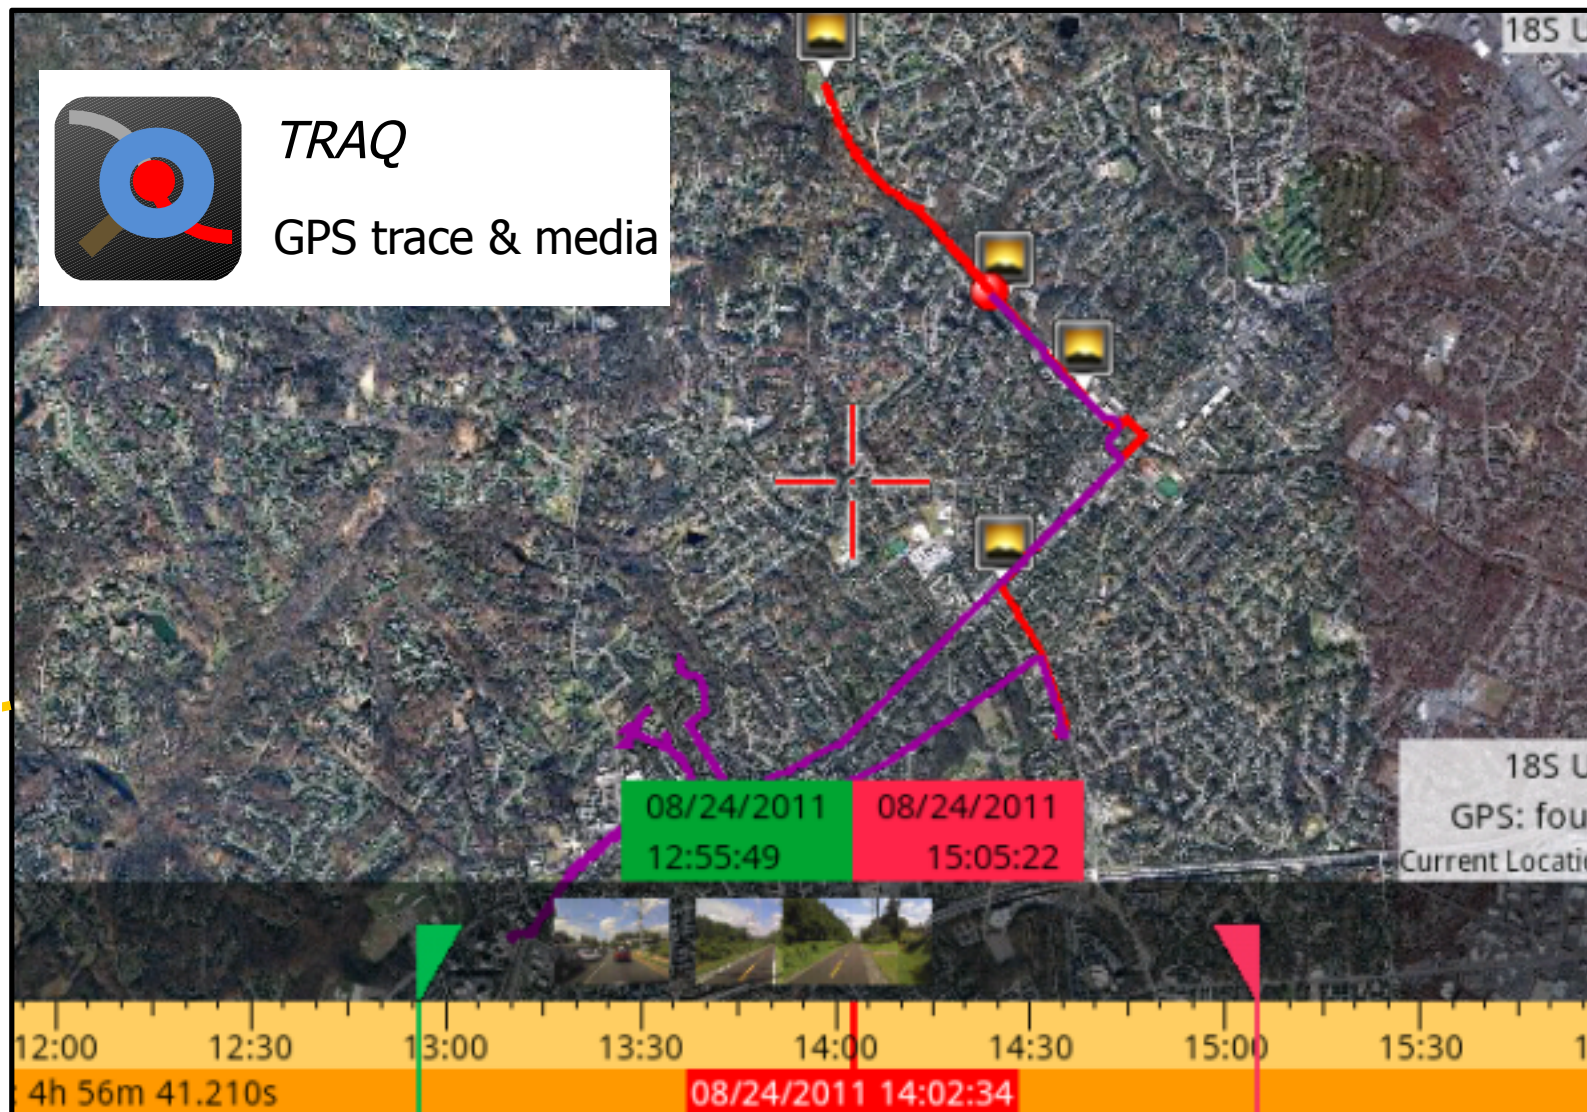 18S U
TRAQ
GPS trace & media
18S U
GPS: fou
Current Locati
08/24/2011
12:55:49
08/24/2011
15:05:22
12:00 12:30 13:00 13:30 14:00 14:30 15:00 15:30 1
: 4h 56m 41.210s
08/24/2011 14:02:34